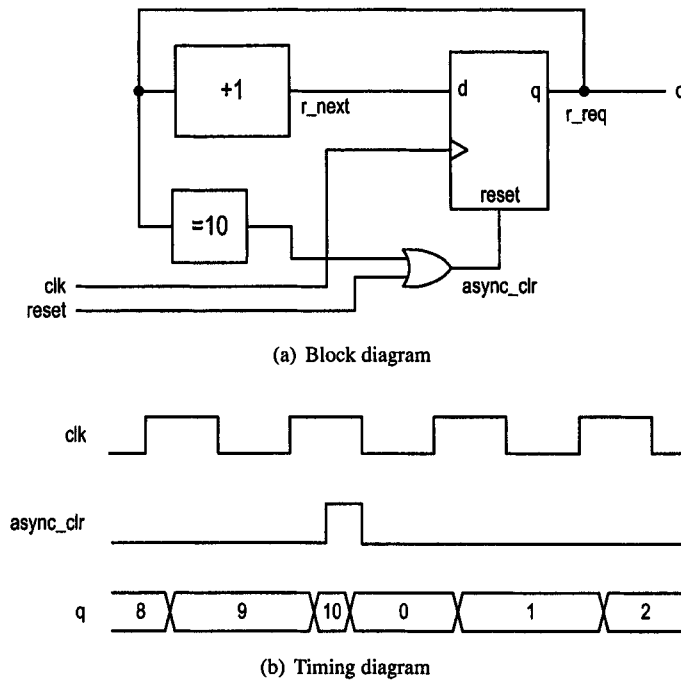 +1
d
q
q
r_next
r_req
reset
=10
clk
async_clr
reset
(a) Block diagram
clk
async_clr
q
8
9
10
0
1
2
(b) Timing diagram